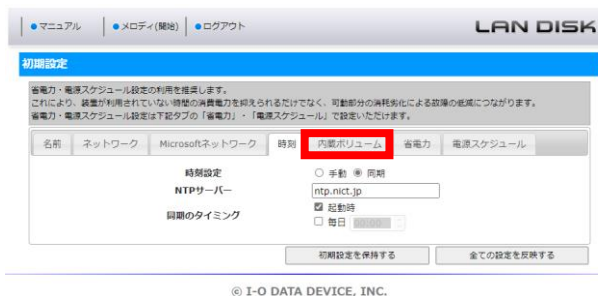 ●マニュアル
●メロディ(開始)
●ログアウト
LAN DISK
初期設定
省電力・電源スケジュール設定の利用を推奨します。
これにより、装置が利用されていない時間の消費電力を抑えられるだけでなく、可動部分の消耗劣化による故障の低減につながります。
省電力・電源スケジュール設定は下記タブの「省電力」・「電源スケジュール」で設定いただけます。
名前 ネットワーク Microsoftネットワーク 時刻 内蔵ボリューム 省電力 電源スケジュール
時刻設定 手動 同期
NTPサーバー ntp.nict.jp
同期のタイミング 起動時
毎日 00:00
初期設定を保持する 全ての設定を反映する
© I-O DATA DEVICE, INC.